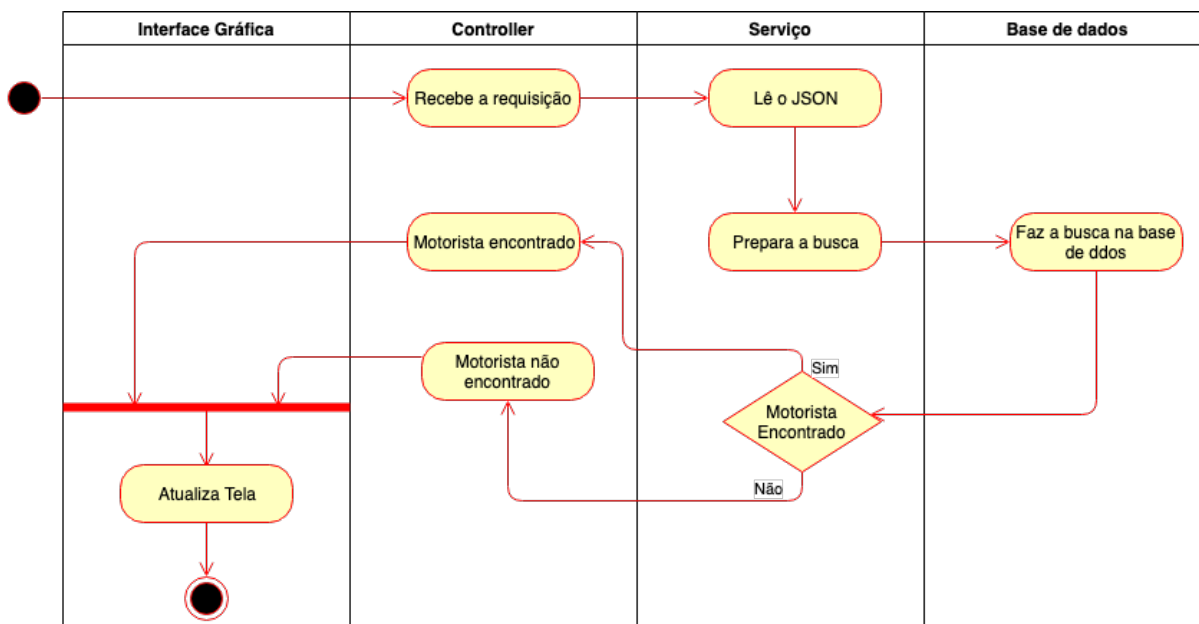 Interface Gráfica
Controller
Serviço
Base de dados
Recebe a requisição
Lê o JSON
Motorista encontrado
Prepara a busca
Faz a busca na base
de ddos
Motorista não
encontrado
Sim
Motorista
Encontrado
Não
Atualiza Tela